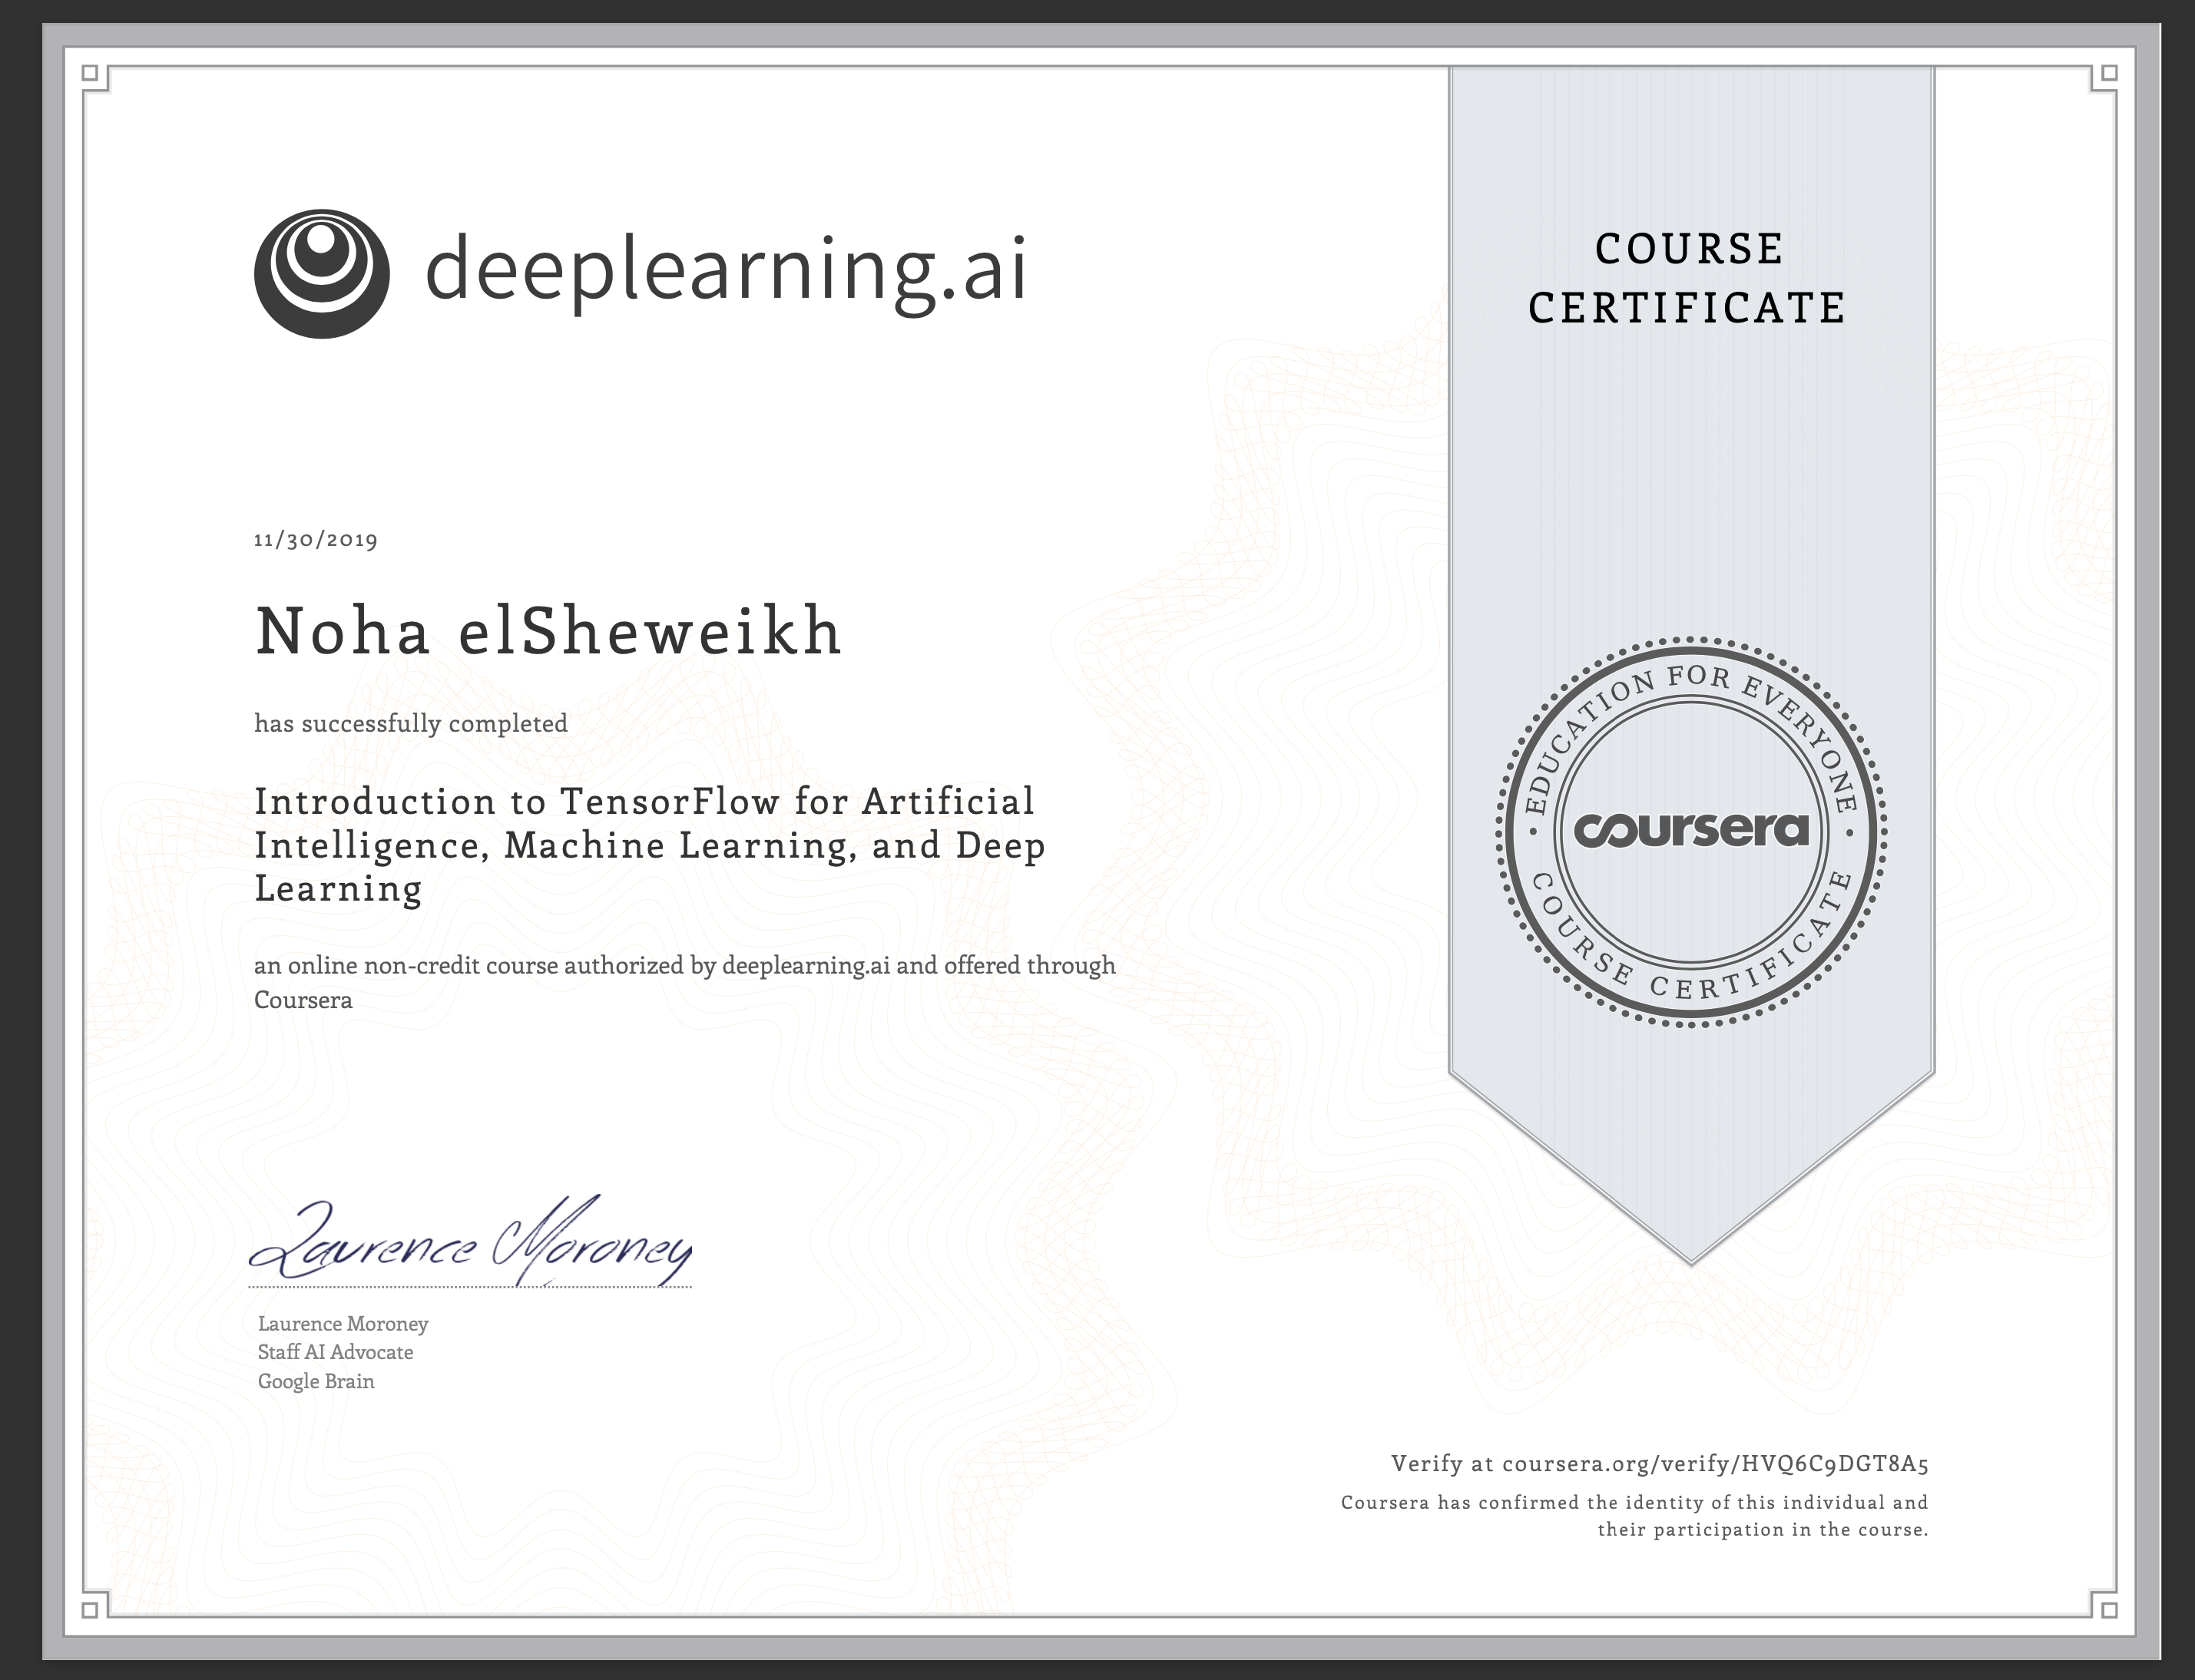 deeplearning.ai
COURSE
CERTIFICATE
11/30/2019
Noha elSheweikh
has successfully completed
Introduction to TensorFlow for Artificial
Intelligence, Machine Learning, and Deep
Learning
an online non-credit course authorized by deeplearning.ai and offered through
Coursera
EDUCATION FOR EVERYONE
coursera
COURSE CERTIFICATE
Laurence Moroney
Laurence Moroney
Staff AI Advocate
Google Brain
Verify at coursera.org/verify/HVQ6C9DGT8A5
Coursera has confirmed the identity of this individual and
their participation in the course.